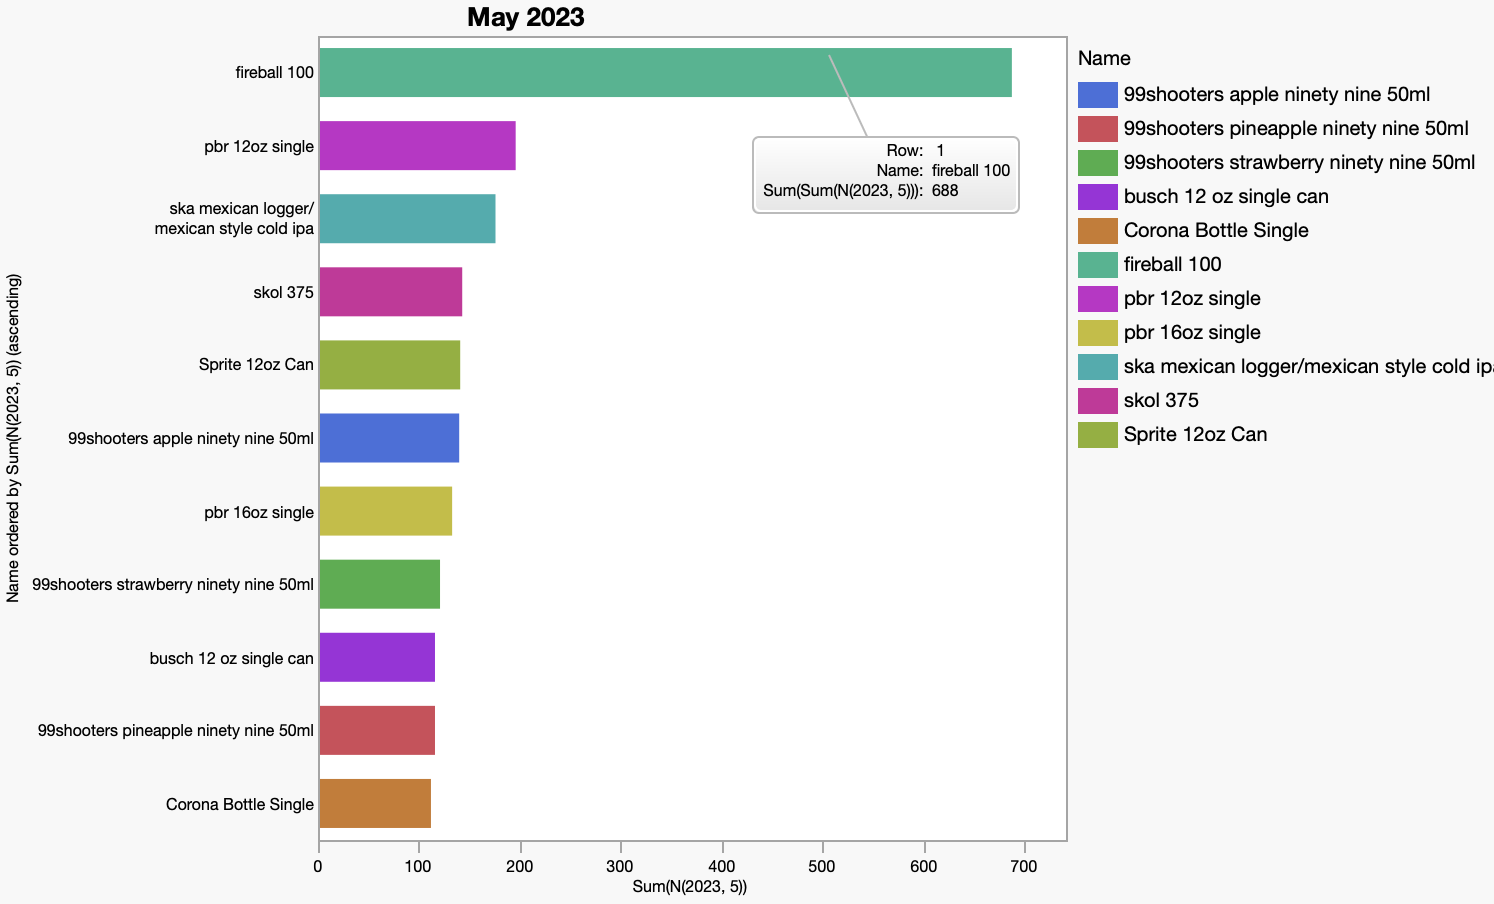 May 2023
Name ordered by Sum(N(2023, 5)) (ascending)
fireball 100
pbr 12oz single
ska mexican logger/
mexican style cold ipa
skol 375
Sprite 12oz Can
99shooters apple ninety nine 50ml
pbr 16oz single
99shooters strawberry ninety nine 50ml
busch 12 oz single can
99shooters pineapple ninety nine 50ml
Corona Bottle Single
Row: 1
Name: fireball 100
Sum(Sum(N(2023, 5))): 688
0 100 200 300 400 500 600 700
Sum(N(2023, 5))
Name
99shooters apple ninety nine 50ml
99shooters pineapple ninety nine 50ml
99shooters strawberry ninety nine 50ml
busch 12 oz single can
Corona Bottle Single
fireball 100
pbr 12oz single
pbr 16oz single
ska mexican logger/mexican style cold ip
skol 375
Sprite 12oz Can